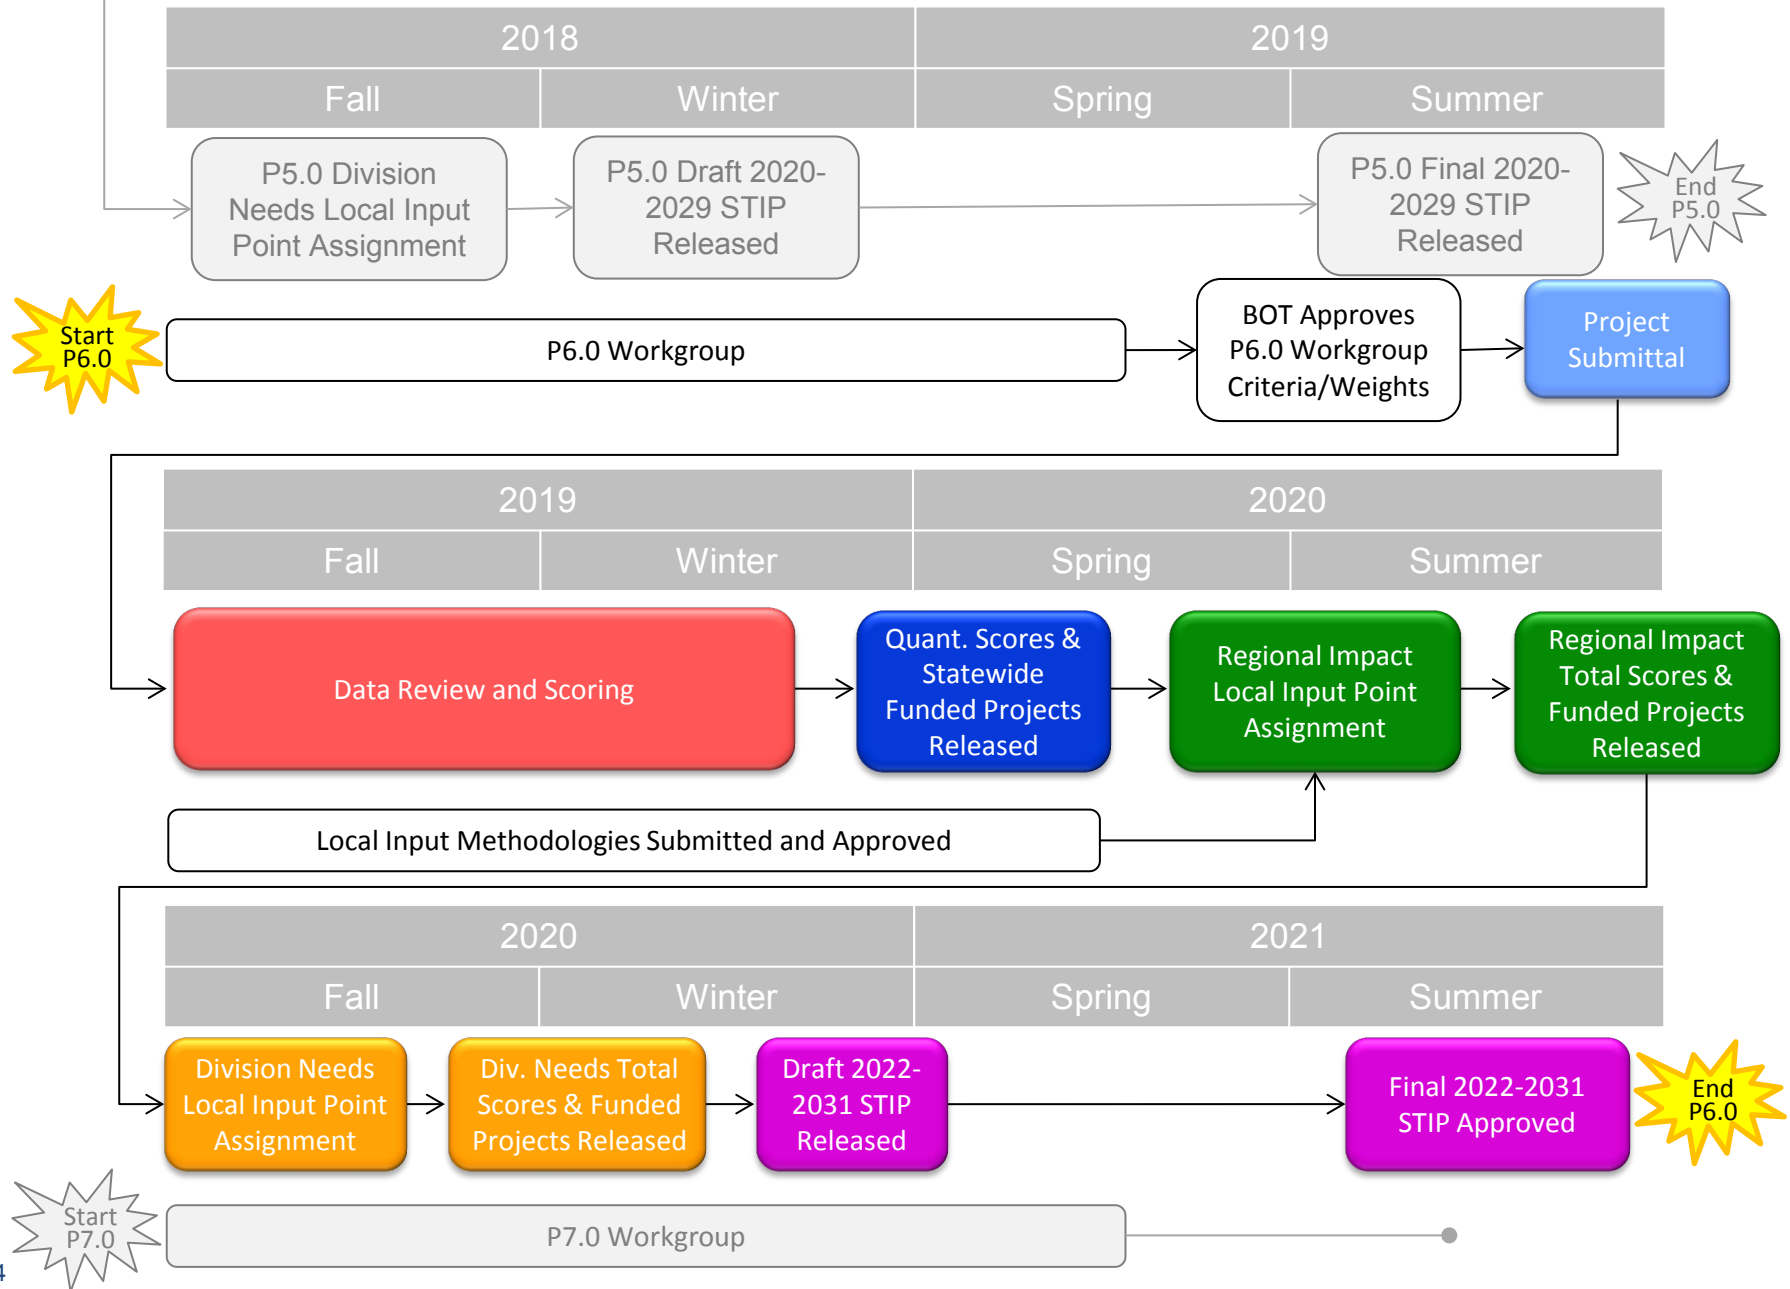 2018
2019
Fall
Winter
Spring
Summer
P5.0 Division
Needs Local Input
Point Assignment
P5.0 Draft 2020-
2029 STIP
Released
P5.0 Final 2020-
2029 STIP
Released
End
P5.0
Start
P6.0
P6.0 Workgroup
BOT Approves
P6.0 Workgroup
Criteria/Weights
Project
Submittal
2019
2020
Fall
Winter
Spring
Summer
Data Review and Scoring
Quant. Scores &
Statewide
Funded Projects
Released
Regional Impact
Local Input Point
Assignment
Regional Impact
Total Scores &
Funded Projects
Released
Local Input Methodologies Submitted and Approved
2020
2021
Fall
Winter
Spring
Summer
Division Needs
Local Input Point
Assignment
Div. Needs Total
Scores & Funded
Projects Released
Draft 2022-
2031 STIP
Released
Final 2022-2031
STIP Approved
End
P6.0
Start
P7.0
P7.0 Workgroup
4